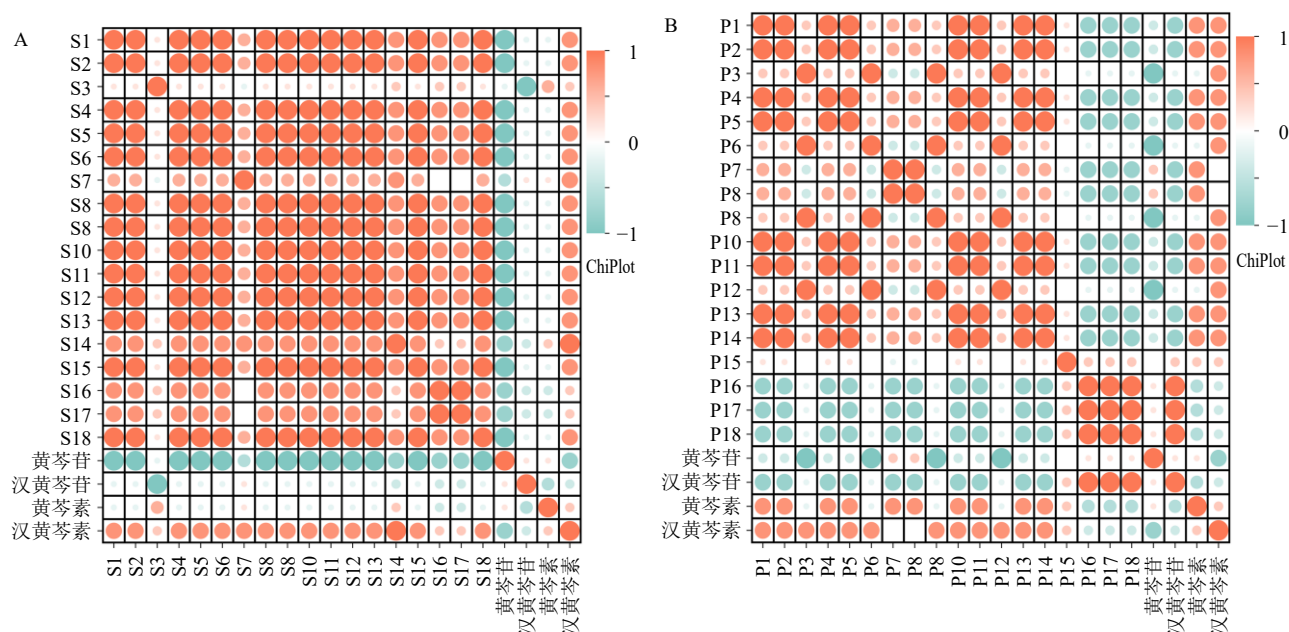 A
S1
S2
S3
S4
S5
S6
S7
S8
S8
S10
S11
S12
S13
S14
S15
S16
S17
S18
黄芩苷
汉黄芩苷
黄芩素
汉黄芩素
S1 S2 S3 S4 S5 S6 S7 S8 S8 S10 S11 S12 S13 S14 S15 S16 S17 S18 黄芩苷 汉黄芩苷 黄芩素 汉黄芩素
1
0
−1
ChiPlot
B
P1
P2
P3
P4
P5
P6
P7
P8
P8
P10
P11
P12
P13
P14
P15
P16
P17
P18
黄芩苷
汉黄芩苷
黄芩素
汉黄芩素
P1 P2 P3 P4 P5 P6 P7 P8 P8 P10 P11 P12 P13 P14 P15 P16 P17 P18 黄芩苷 汉黄芩苷 黄芩素 汉黄芩素
1
0
−1
ChiPlot